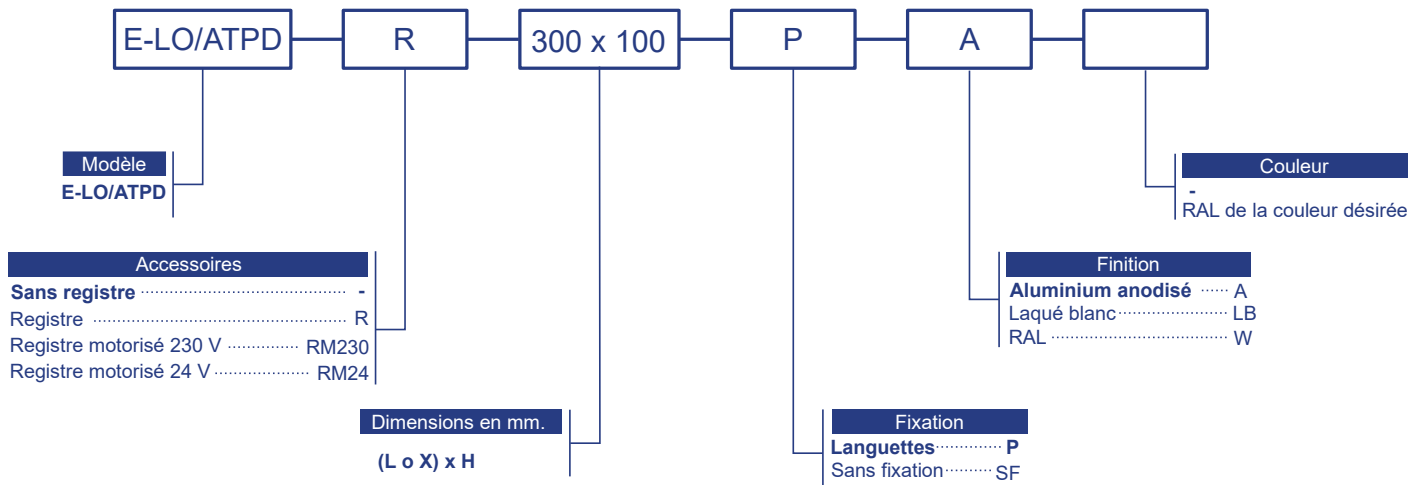 E-LO/ATPD R 300 x 100 P A
Modèle
E-LO/ATPD
Couleur
-
RAL de la couleur désirée
Accessoires
Sans registre -
Registre R
Registre motorisé 230 V RM230
Registre motorisé 24 V RM24
Finition
Aluminium anodisé A
Laqué blanc LB
RAL W
Dimensions en mm.
(L o X) x H
Fixation
Languettes P
Sans fixation SF